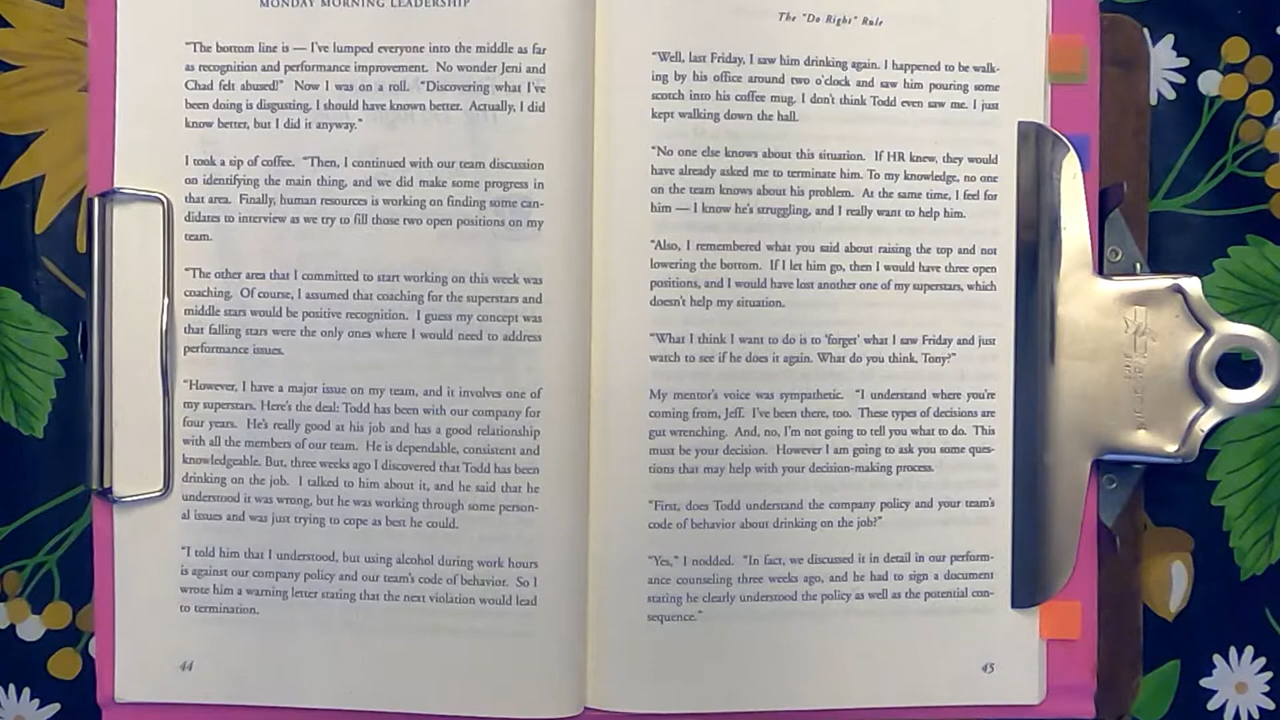 MONDAY MORNING LEADERSHIP
"The bottom line is — I've lumped everyone into the middle as far
as recognition and performance improvement. No wonder Jeni and
Chad felt abused!" Now I was on a roll. "Discovering what I've
been doing is disgusting. I should have known better. Actually, I did
know better, but I did it anyway."
I took a sip of coffee. "Then, I continued with our team discussion
on identifying the main thing, and we did make some progress in
that area. Finally, human resources is working on finding some can-
didates to interview as we try to fill those two open positions on my
team.
"The other area that I committed to start working on this week was
coaching. Of course, I assumed that coaching for the superstars and
middle stars would be positive recognition. I guess my concept was
that falling stars were the only ones where I would need to address
performance issues.
"However, I have a major issue on my team, and it involves one of
my superstars. Here's the deal: Todd has been with our company for
four years. He's really good at his job and has a good relationship
with all the members of our team. He is dependable, consistent and
knowledgeable. But, three weeks ago I discovered that Todd has been
drinking on the job. I talked to him about it, and he said that he
understood it was wrong, but he was working through some person-
al issues and was just trying to cope as best he could.
"I told him that I understood, but using alcohol during work hours
is against our company policy and our team's code of behavior. So I
wrote him a warning letter stating that the next violation would lead
to termination.
44
The "Do Right" Rule
"Well, last Friday, I saw him drinking again. I happened to be walk-
ing by his office around two o'clock and saw him pouring some
scotch into his coffee mug. I don't think Todd even saw me. I just
kept walking down the hall.
"No one else knows about this situation. If HR knew, they would
have already asked me to terminate him. To my knowledge, no one
on the team knows about his problem. At the same time, I feel for
him — I know he's struggling, and I really want to help him.
"Also, I remembered what you said about raising the top and not
lowering the bottom. If I let him go, then I would have three open
positions, and I would have lost another one of my superstars, which
doesn't help my situation.
"What I think I want to do is to 'forget' what I saw Friday and just
watch to see if he does it again. What do you think, Tony?"
My mentor's voice was sympathetic. "I understand where you're
coming from, Jeff. I've been there, too. These types of decisions are
gut wrenching. And, no, I'm not going to tell you what to do. This
must be your decision. However I am going to ask you some ques-
tions that may help with your decision-making process.
"First, does Todd understand the company policy and your team's
code of behavior about drinking on the job?"
"Yes," I nodded. "In fact, we discussed it in detail in our perform-
ance counseling three weeks ago, and he had to sign a document
stating he clearly understood the policy as well as the potential con-
sequence."
45